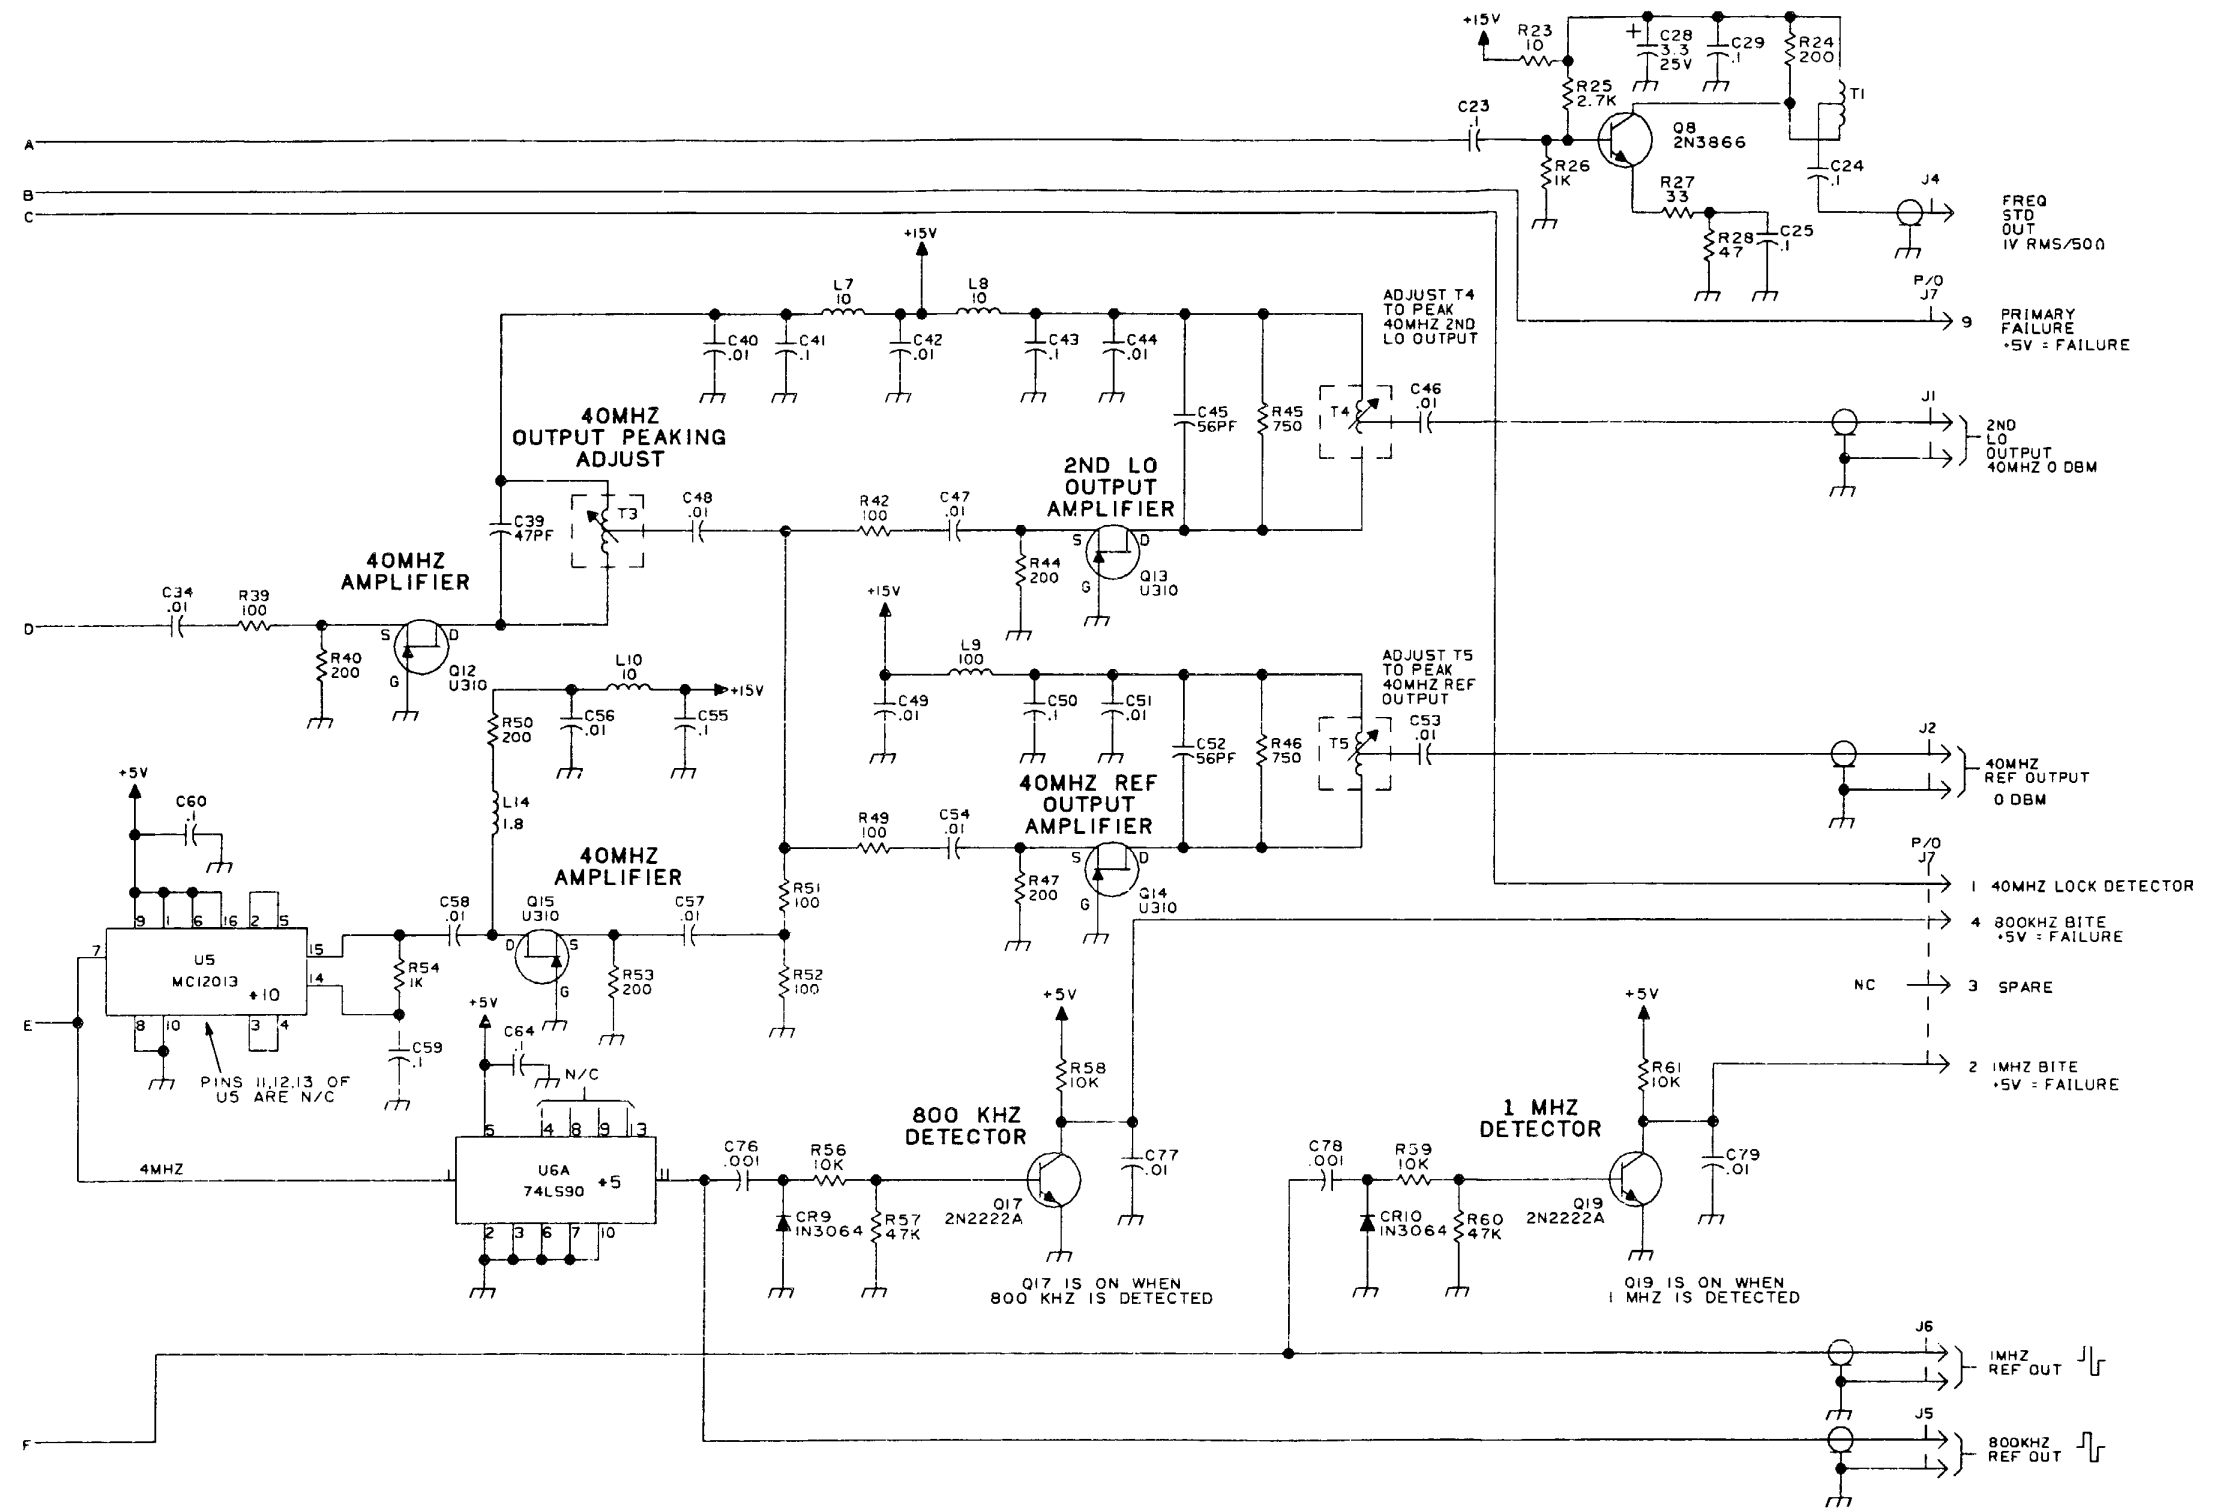 +15V
R23
10
+
C28
3.3
25V
C29
.1
R24
200
R25
2.7K
T1
C23
.1
A
Q8
2N3866
R26
1K
C24
.1
B
R27
33
J4
C
FREQ
STD
OUT
1V RMS/50Ω
R28
47
C25
.1
+15V
P/O
J7
9
PRIMARY
FAILURE
+5V = FAILURE
L7
10
L8
10
ADJUST T4
TO PEAK
40MHZ 2ND
LO OUTPUT
C40
.01
C41
.1
C42
.01
C43
.1
C44
.01
40MHZ
OUTPUT PEAKING
ADJUST
C45
56PF
R45
750
T4
C46
.01
J1
2ND
LO
OUTPUT
40MHZ 0 DBM
2ND LO
OUTPUT
AMPLIFIER
C39
47PF
T3
C48
.01
R42
100
C47
.01
S
D
G
Q13
U310
R44
200
40MHZ
AMPLIFIER
D
C34
.01
R39
100
S
D
G
Q12
U310
R40
200
+15V
L9
100
ADJUST T5
TO PEAK
40MHZ REF
OUTPUT
L10
10
+15V
R50
200
C56
.01
C55
.1
C49
.01
C50
.1
C51
.01
C52
56PF
R46
750
T5
C53
.01
J2
40MHZ
REF OUTPUT
0 DBM
40MHZ REF
OUTPUT
AMPLIFIER
+5V
C60
.1
L14
1.8
R49
100
C54
.01
S
D
G
Q14
U310
R47
200
P/O
J7
1 40MHZ LOCK DETECTOR
4 800KHZ BITE
+5V = FAILURE
NC
3 SPARE
2 1MHZ BITE
+5V = FAILURE
40MHZ
AMPLIFIER
R51
100
9
1
6
16
2
5
7
U5
MC12013
÷10
15
14
8
10
3
4
C58
.01
Q15
U310
D
S
G
C57
.01
R54
1K
R53
200
R52
100
E
C59
.1
PINS 11,12,13 OF
U5 ARE N/C
+5V
C64
.1
N/C
+5V
R58
10K
+5V
R61
10K
5
4
8
9
13
4MHZ
1
U6A
74LS90
÷5
11
2
3
6
7
10
800 KHZ
DETECTOR
C76
.001
R56
10K
CR9
1N3064
R57
47K
Q17
2N2222A
C77
.01
Q17 IS ON WHEN
800 KHZ IS DETECTED
1 MHZ
DETECTOR
C78
.001
R59
10K
CR10
1N3064
R60
47K
Q19
2N2222A
C79
.01
Q19 IS ON WHEN
1 MHZ IS DETECTED
J6
1MHZ
REF OUT
F
J5
800KHZ
REF OUT